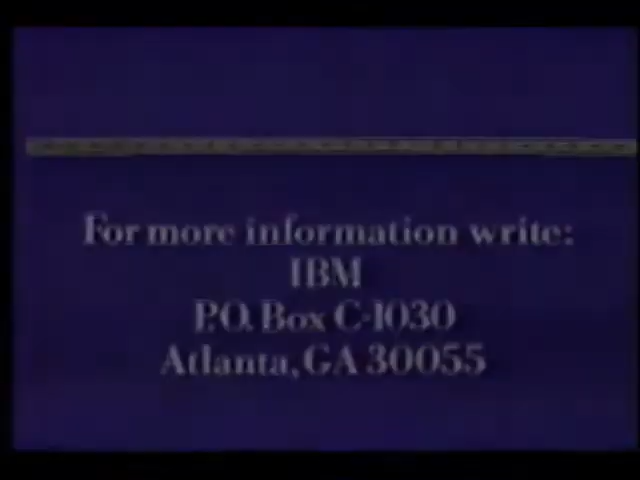 For more information write:
IBM
P.O. Box C-1030
Atlanta, GA 30055